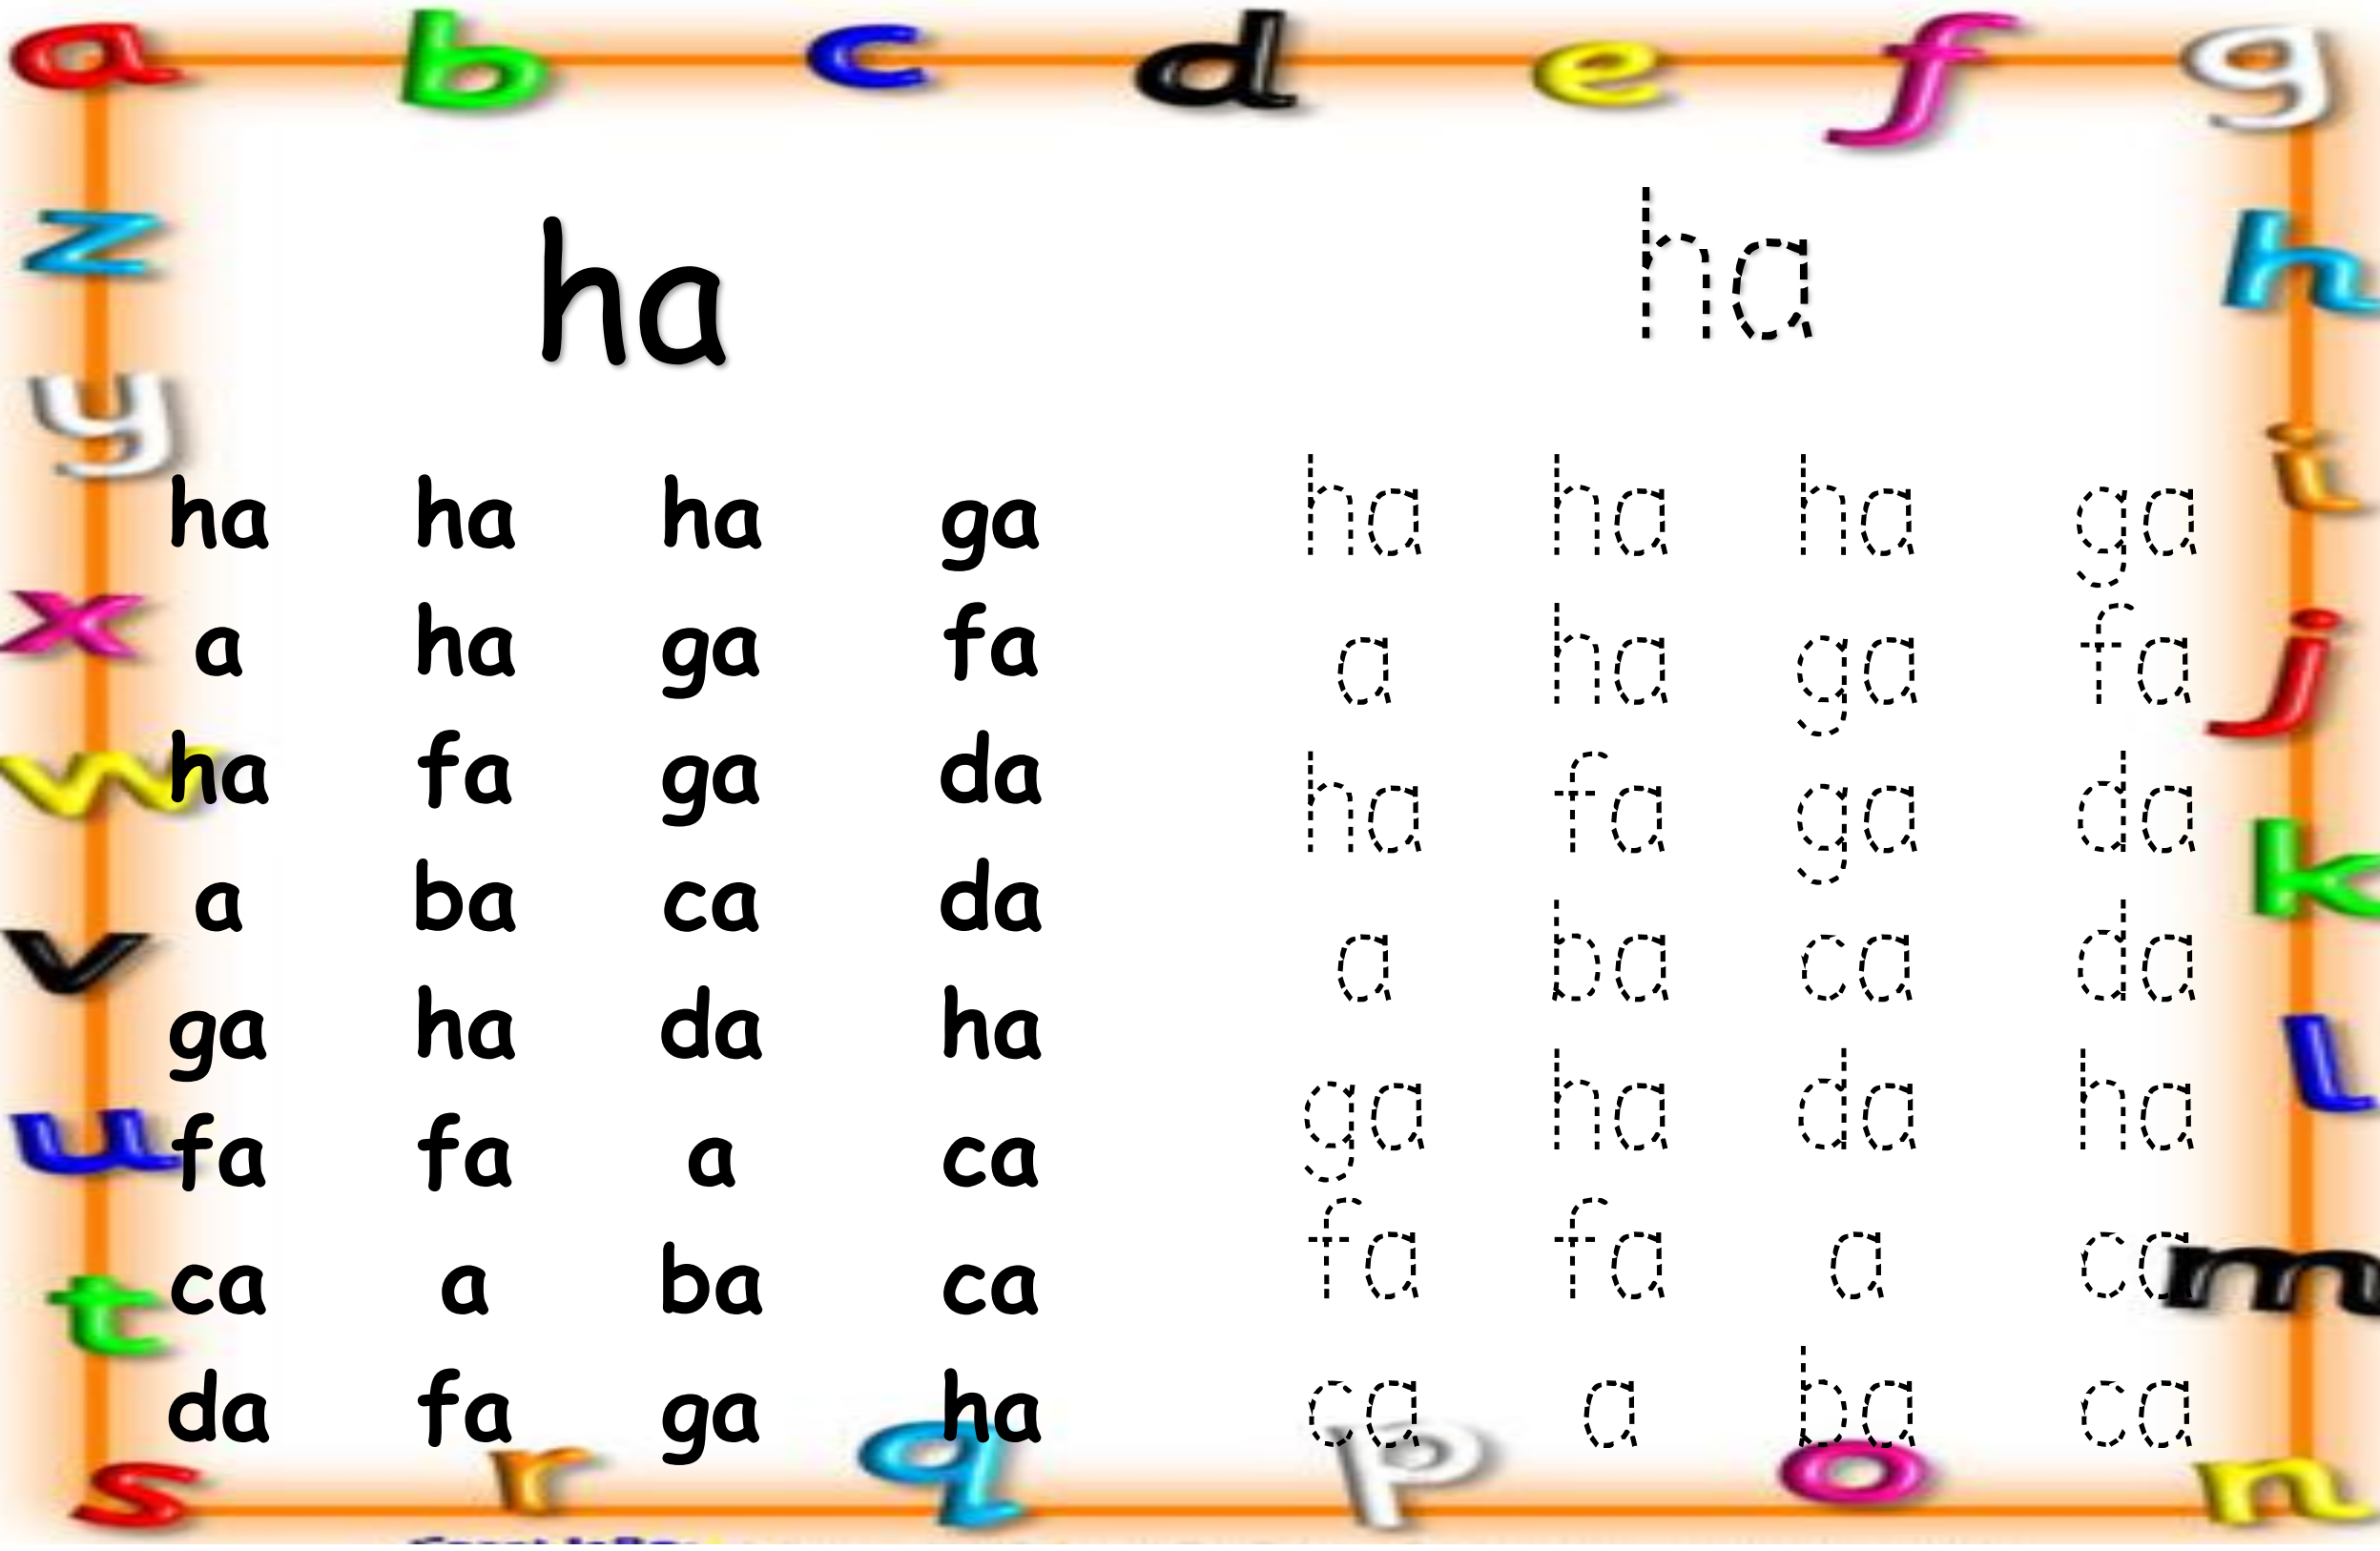 a b c d e f g
ha
ha ha ha ga
a ha ga fa
ha fa ga da
a ba ca da
ga ha da ha
fa fa a ca
ca a ba ca
da fa ga ha
ha
ha ha ha ga
a ha ga fa
ha fa ga da
a ba ca da
ga ha da ha
fa fa a ca
ca a ba ca
h
i
j
k
l
m
n
o
p
q
r
s
t
u
v
w
x
y
z